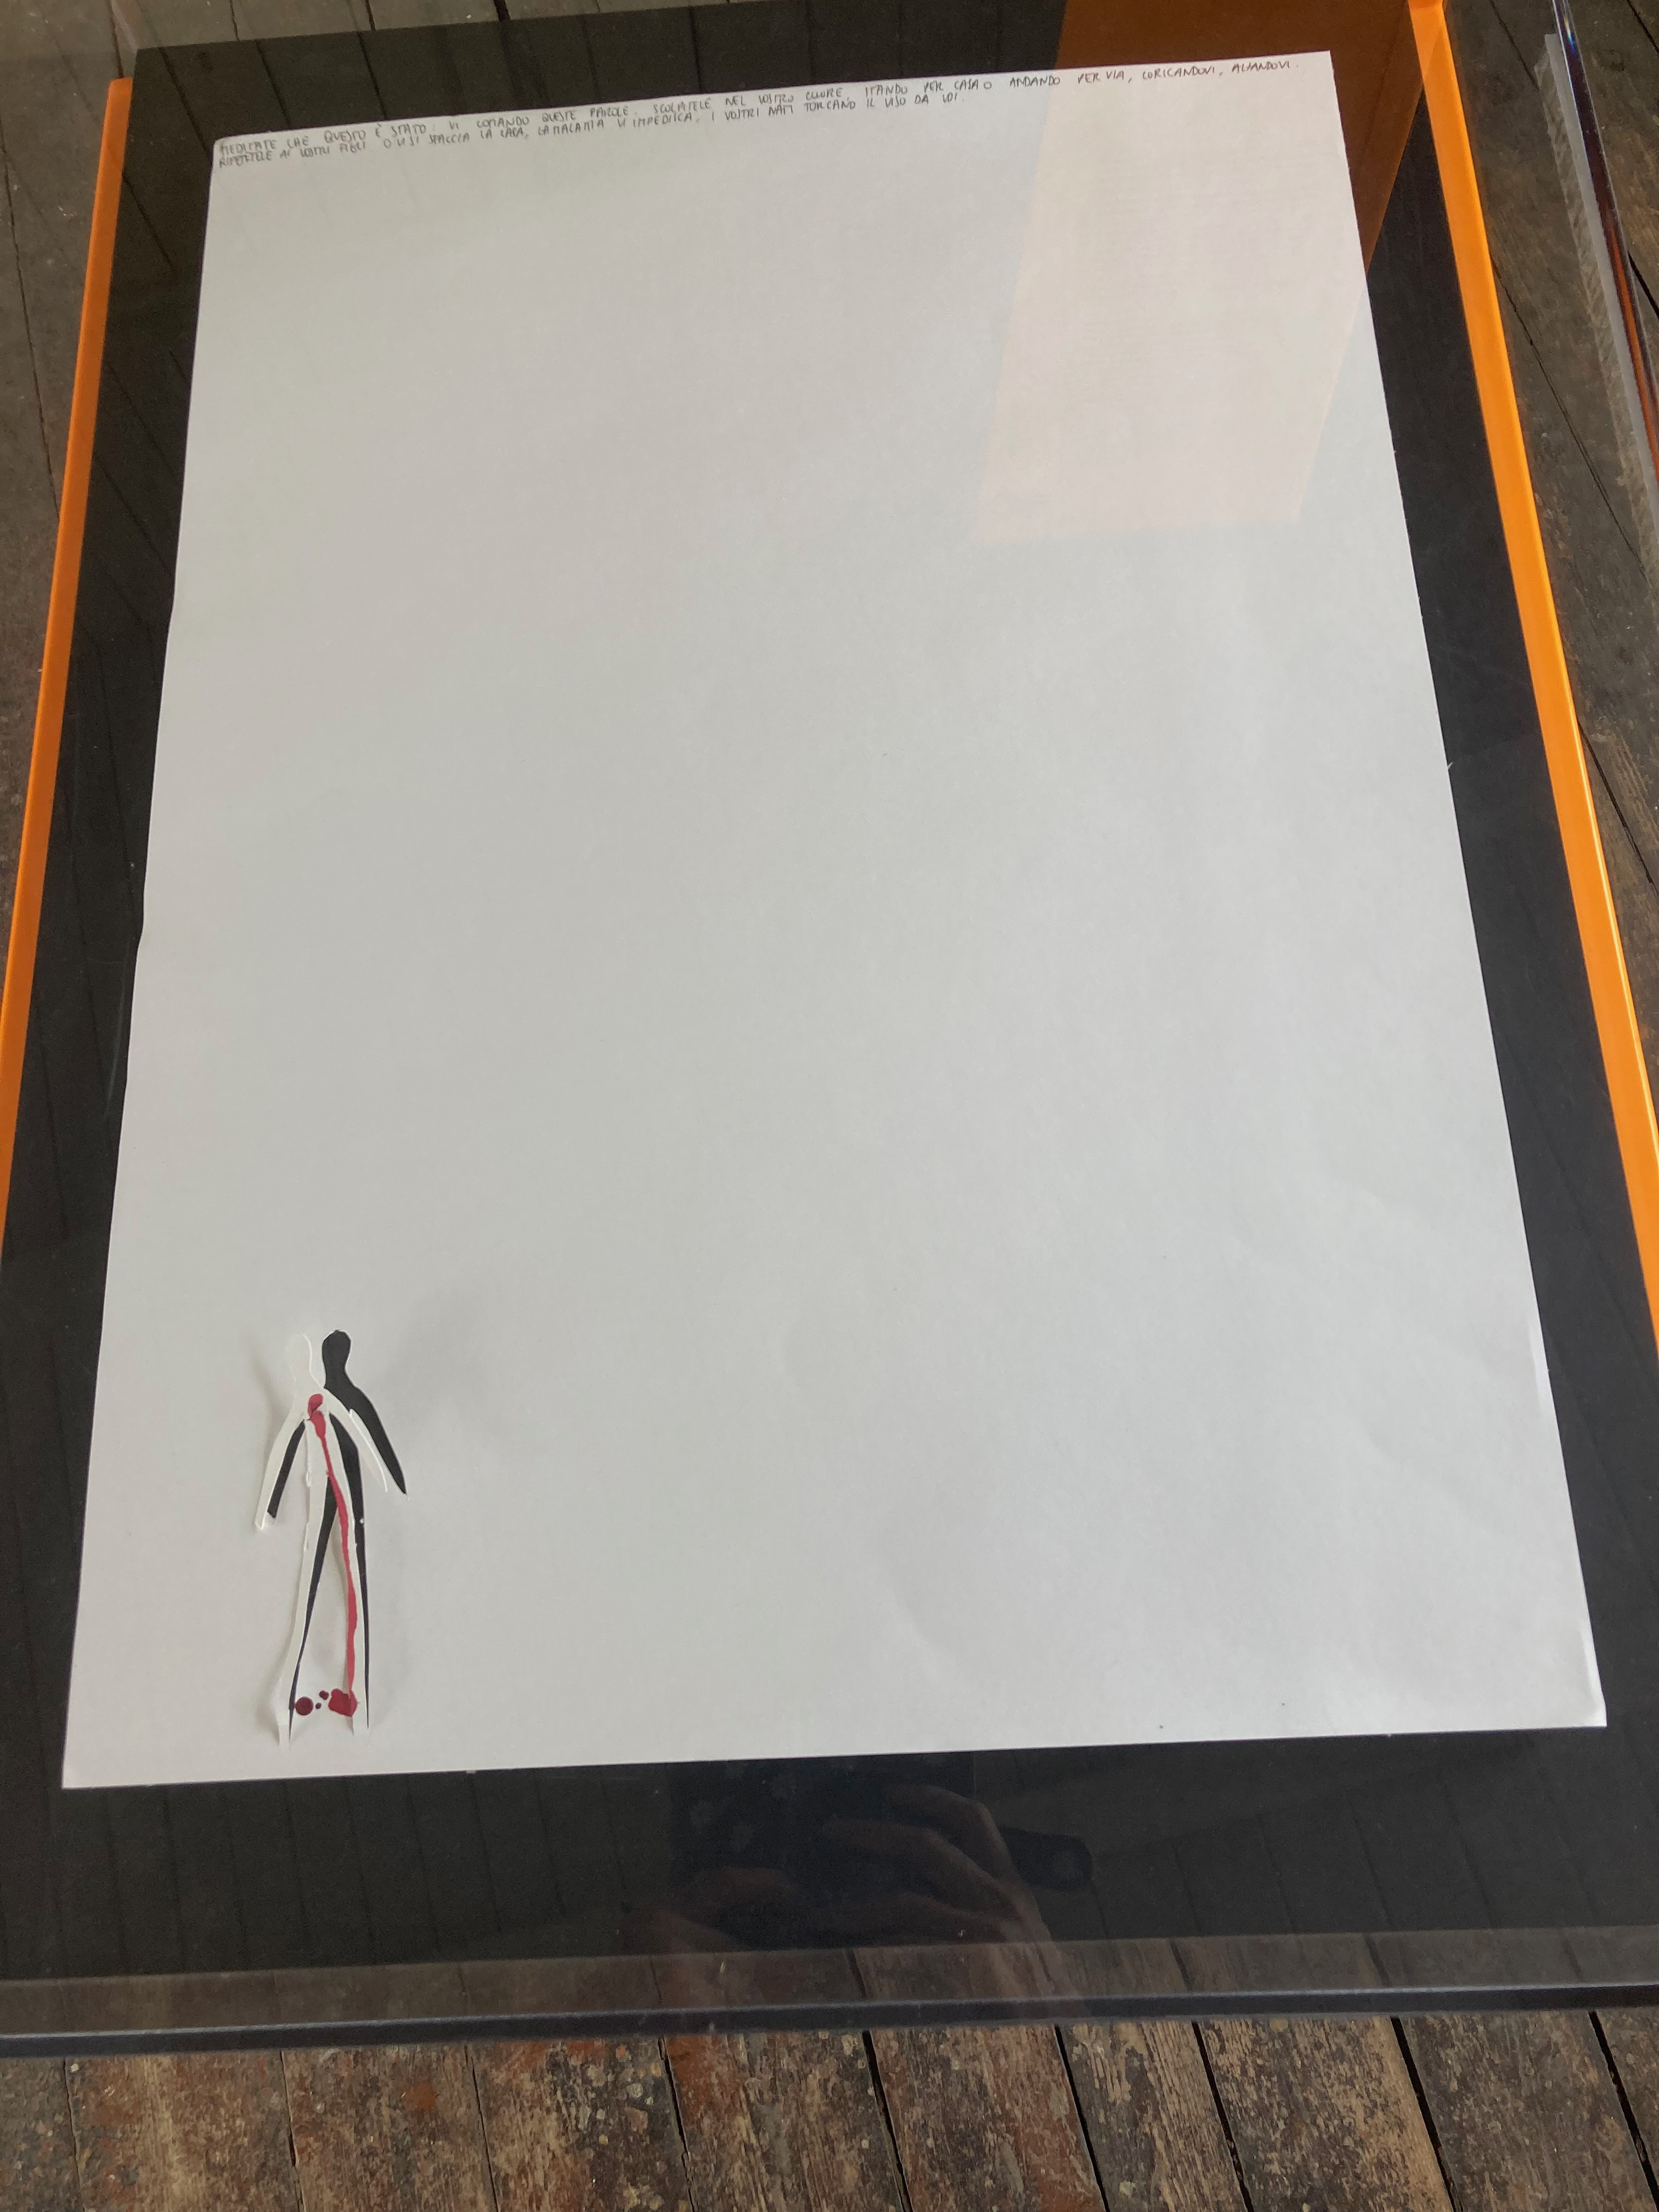 MEDITATE CHE QUESTO È STATO. VI COMANDO QUESTE PAROLE. SCOLPITELE NEL VOSTRO CUORE. STANDO PER CASA O ANDANDO PER VIA, CORICANDOVI, ALZANDOVI.
RIPETETELE AI VOSTRI FIGLI O VI SI SFACCIA LA CASA, LA MALATTIA VI IMPEDISCA, I VOSTRI NATI TORCANO IL VISO DA VOI.